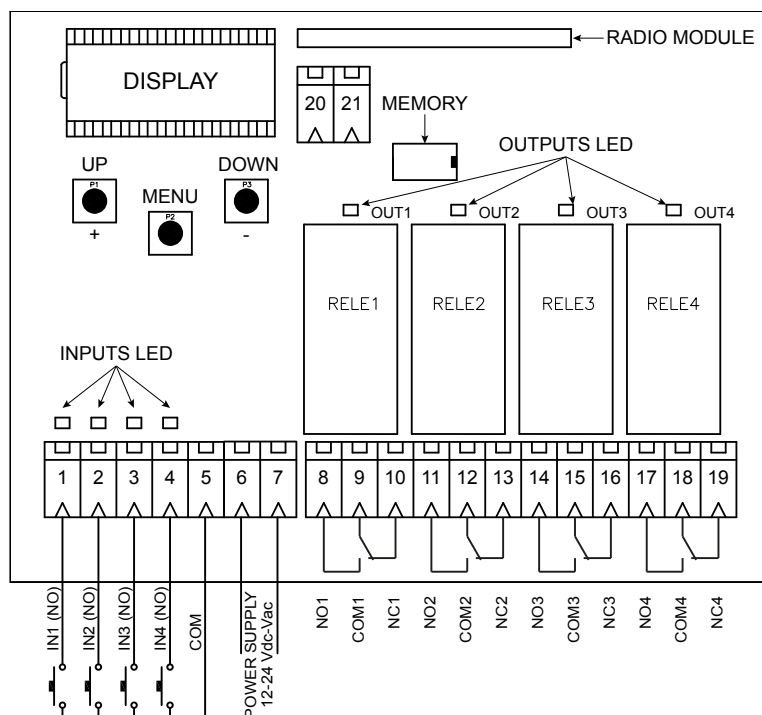 RADIO MODULE
DISPLAY
20 21
MEMORY
OUTPUTS LED
UP
DOWN
MENU
P1
P3
P2
+
-
OUT1
OUT2
OUT3
OUT4
RELE1
RELE2
RELE3
RELE4
INPUTS LED
1 2 3 4 5 6 7
8 9 10 11 12 13 14 15 16 17 18 19
IN1 (NO)
IN2 (NO)
IN3 (NO)
IN4 (NO)
COM
POWER SUPPLY
12-24 Vdc-Vac
NO1
COM1
NC1
NO2
COM2
NC2
NO3
COM3
NC3
NO4
COM4
NC4